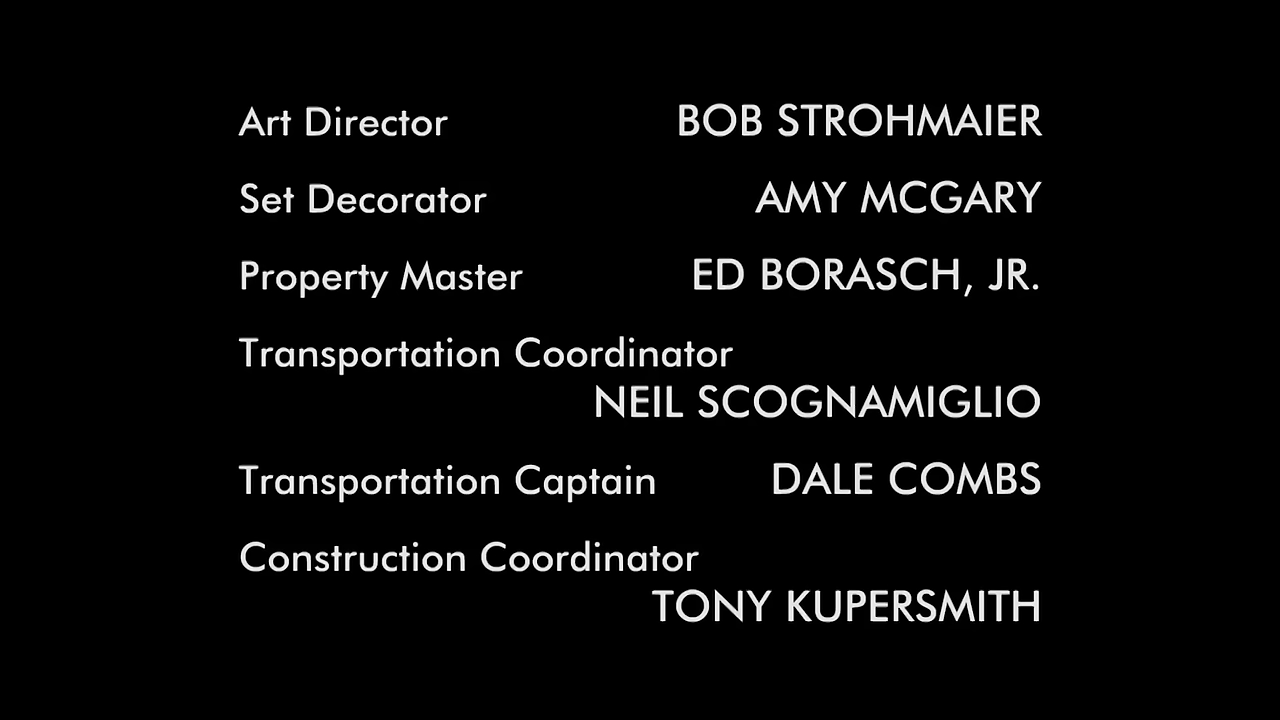 Art Director BOB STROHMAIER
Set Decorator AMY MCGARY
Property Master ED BORASCH, JR.
Transportation Coordinator
NEIL SCOGNAMIGLIO
Transportation Captain DALE COMBS
Construction Coordinator
TONY KUPERSMITH